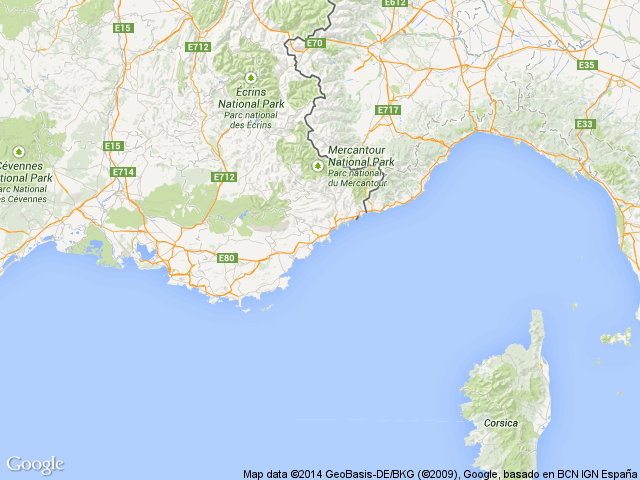 E612
E15
E712
E70
E35
Écrins
National Park
Parc national
des Écrins
E717
E33
E15
Mercantour
National Park
Parc national
du Mercantour
Cévennes
National Park
Parc National
des Cévennes
E714
E712
E80
Corsica
Google
Map data ©2014 GeoBasis-DE/BKG (©2009), Google, basado en BCN IGN España